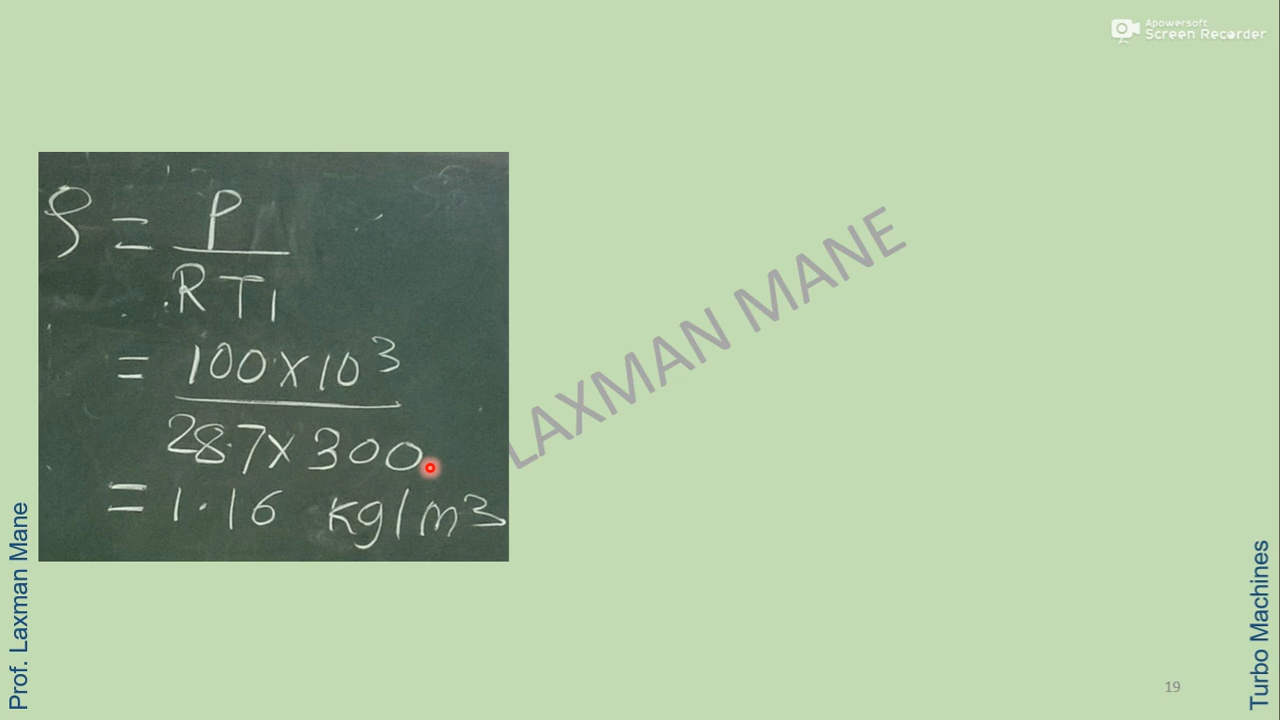 Apowersoft
Screen Recorder
ρ = P
RT1
= 100×10³
287×300
= 1.16 kg/m³
LAXMAN MANE
Prof. Laxman Mane
Turbo Machines
19